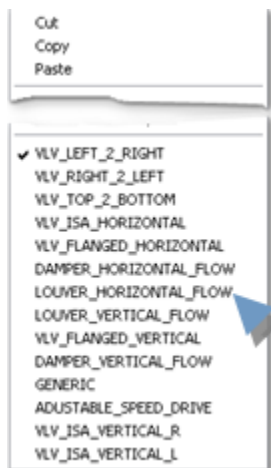 Cut
Copy
Paste
VLV_LEFT_2_RIGHT
VLV_RIGHT_2_LEFT
VLV_TOP_2_BOTTOM
VLV_ISA_HORIZONTAL
VLV_FLANGED_HORIZONTAL
DAMPER_HORIZONTAL_FLOW
LOUVER_HORIZONTAL_FLOW
LOUVER_VERTICAL_FLOW
VLV_FLANGED_VERTICAL
DAMPER_VERTICAL_FLOW
GENERIC
ADUSTABLE_SPEED_DRIVE
VLV_ISA_VERTICAL_R
VLV_ISA_VERTICAL_L